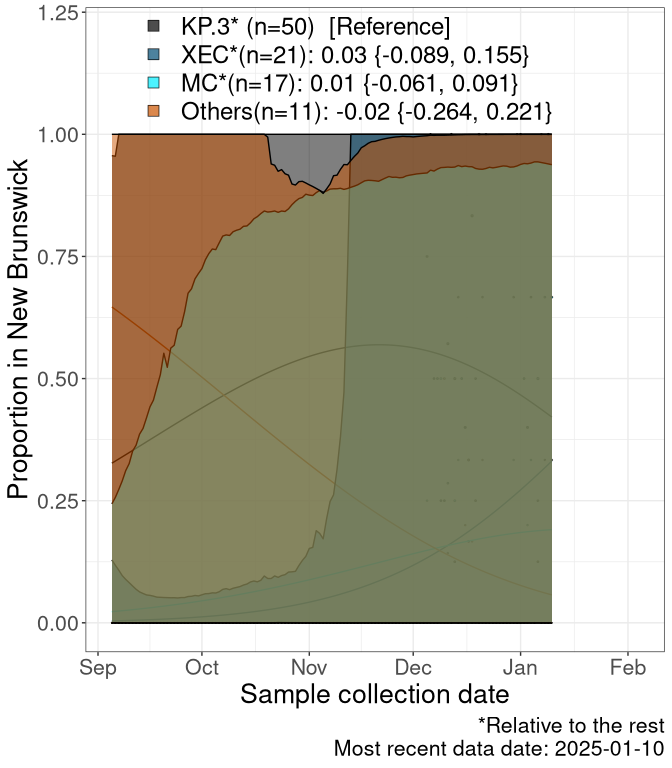 KP.3* (n=50)  [Reference]
XEC*(n=21): 0.03 {-0.089, 0.155}
MC*(n=17): 0.01 {-0.061, 0.091}
Others(n=11): -0.02 {-0.264, 0.221}
1.25
1.00
0.75
0.50
0.25
0.00
Proportion in New Brunswick
Sep Oct Nov Dec Jan Feb
Sample collection date
*Relative to the rest
Most recent data date: 2025-01-10